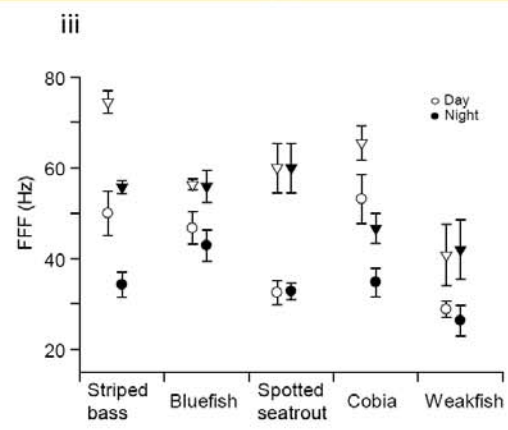 iii
80
60
40
20
FFF (Hz)
Day
Night
Striped
bass
Bluefish
Spotted
seatrout
Cobia
Weakfish